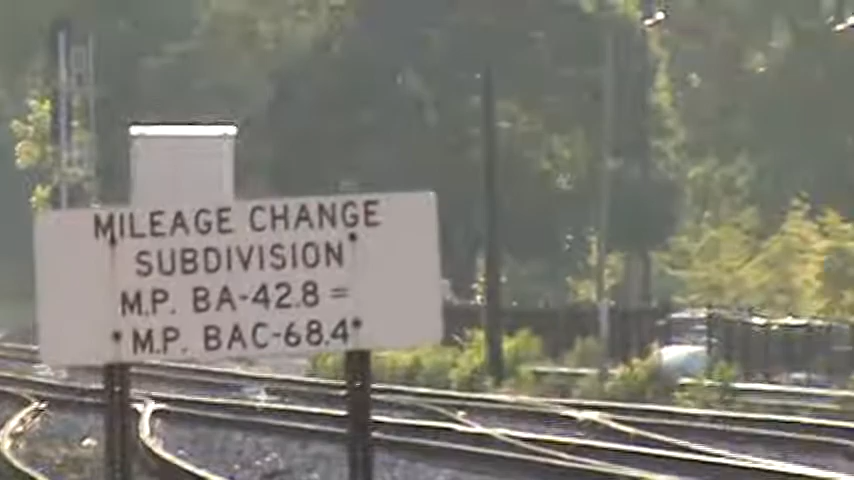 MILEAGE CHANGE
SUBDIVISION
M.P. BA-42.8 =
M.P. BAC-68.4